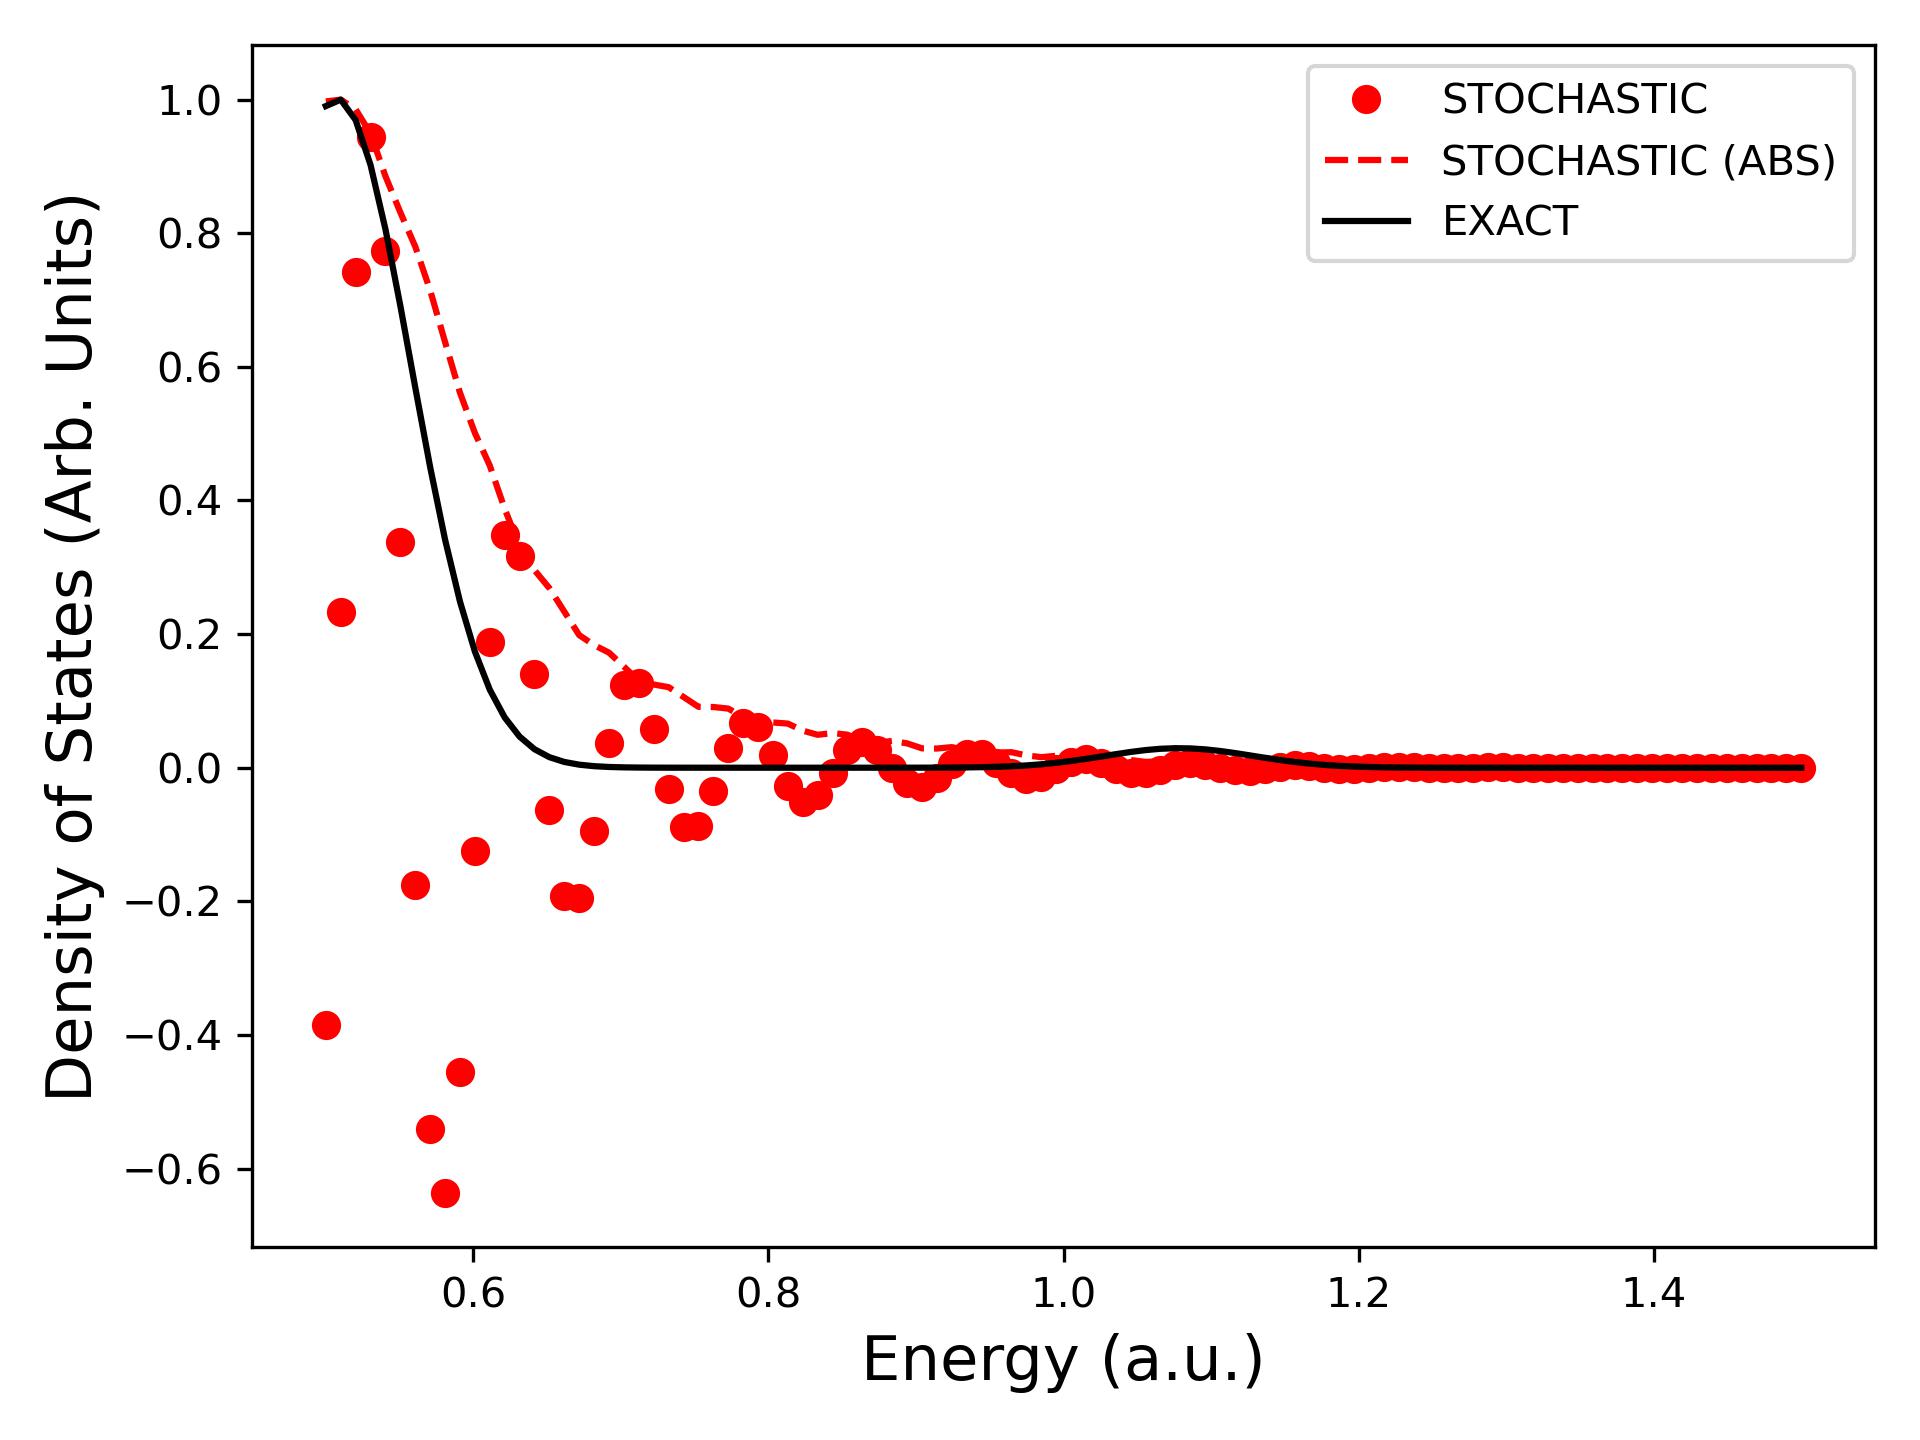 STOCHASTIC
STOCHASTIC (ABS)
EXACT
Density of States (Arb. Units)
1.0
0.8
0.6
0.4
0.2
0.0
−0.2
−0.4
−0.6
0.6 0.8 1.0 1.2 1.4
Energy (a.u.)